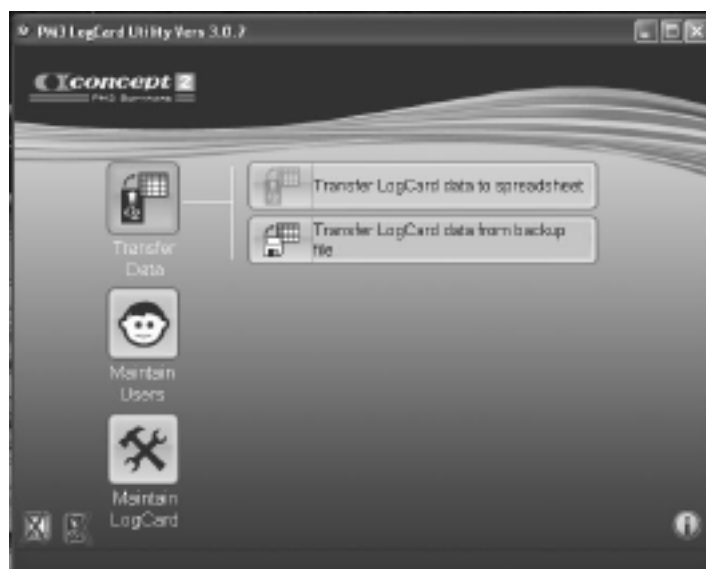 PM3 LogCard Utility Vers 3.0.2
concept 2
Transfer LogCard data to spreadsheet
Transfer LogCard data from backup
file
Transfer
Data
Maintain
Users
Maintain
LogCard